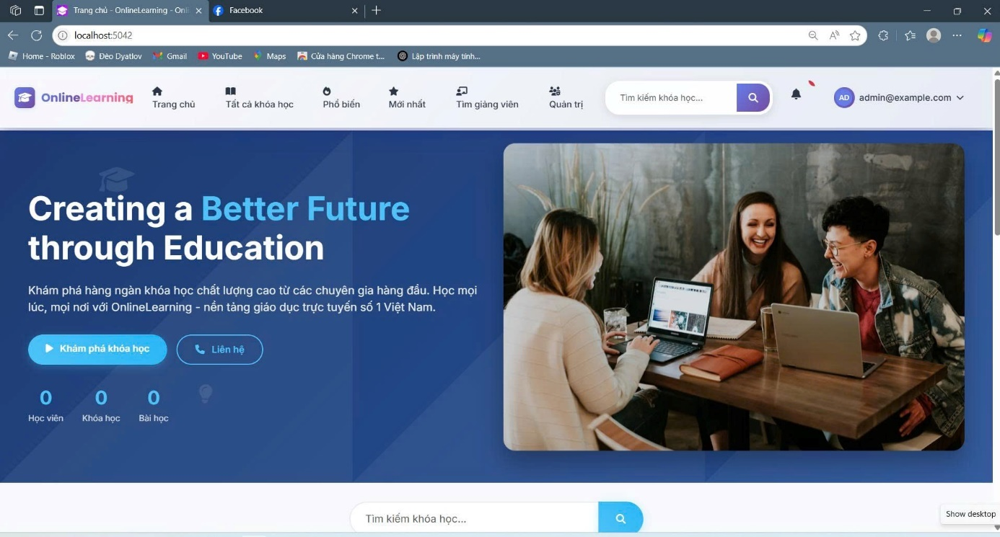 Trang chủ - OnlineLearning - Onli
Facebook
localhost:5042
Home - Roblox
Đèo Dyatlov
Gmail
YouTube
Maps
Cửa hàng Chrome t...
Lập trình máy tính...
OnlineLearning
Trang chủ
Tất cả khóa học
Phổ biến
Mới nhất
Tìm giảng viên
Quản trị
Tìm kiếm khóa học...
AD
admin@example.com
Creating a Better Future
through Education
Khám phá hàng ngàn khóa học chất lượng cao từ các chuyên gia hàng đầu. Học mọi
lúc, mọi nơi với OnlineLearning - nền tảng giáo dục trực tuyến số 1 Việt Nam.
Khám phá khóa học
Liên hệ
0 0 0
Học viên Khóa học Bài học
Tìm kiếm khóa học...
Show desktop